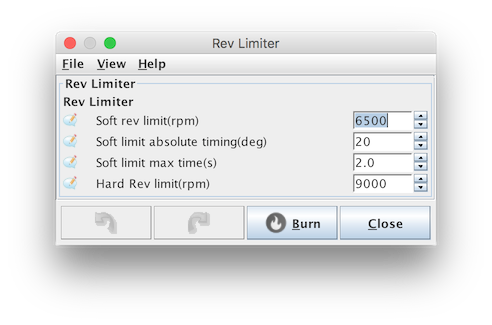 Rev Limiter
File View Help
Rev Limiter
Rev Limiter
Soft rev limit(rpm) 6500
Soft limit absolute timing(deg) 20
Soft limit max time(s) 2.0
Hard Rev limit(rpm) 9000
Burn Close